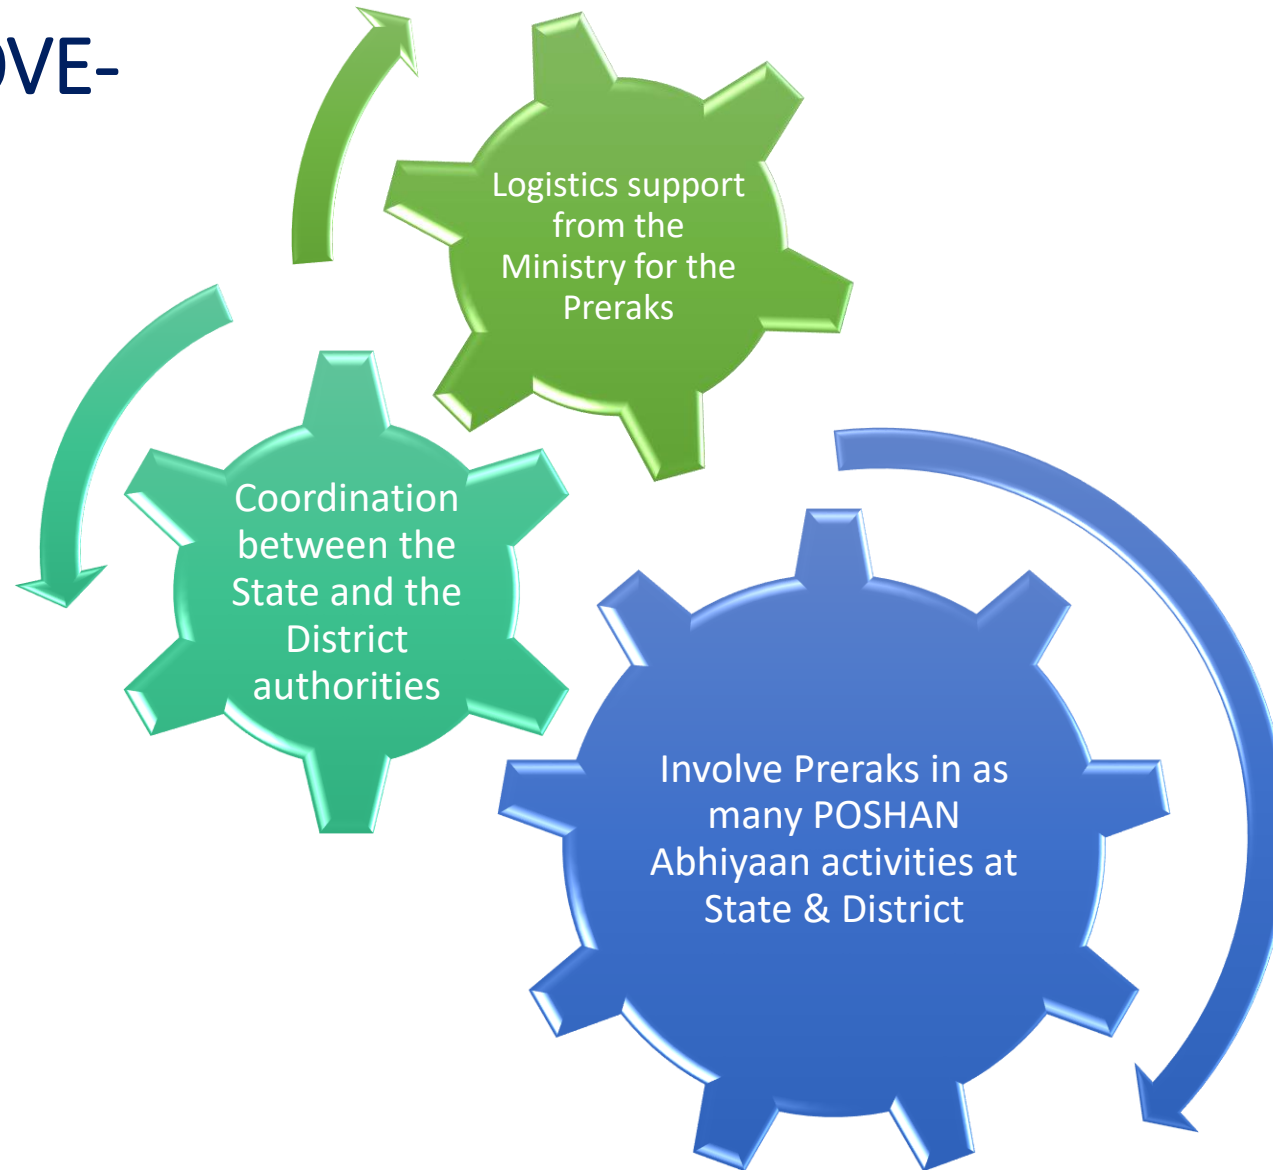 OVE-
Logistics support
from the
Ministry for the
Preraks
Coordination
between the
State and the
District
authorities
Involve Preraks in as
many POSHAN
Abhiyaan activities at
State & District